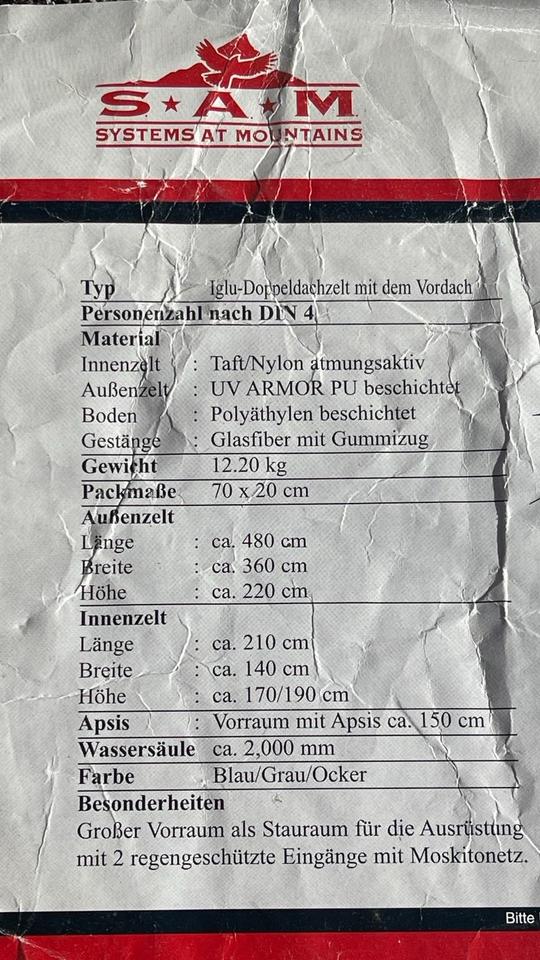 S ★ A ★ M
SYSTEMS AT MOUNTAINS
Typ Iglu-Doppeldachzelt mit dem Vordach
Personenzahl nach DIN 4
Material
Innenzelt : Taft/Nylon atmungsaktiv
Außenzelt : UV ARMOR PU beschichtet
Boden : Polyäthylen beschichtet
Gestänge : Glasfiber mit Gummizug
Gewicht 12.20 kg
Packmaße 70 x 20 cm
Außenzelt
Länge : ca. 480 cm
Breite : ca. 360 cm
Höhe : ca. 220 cm
Innenzelt
Länge : ca. 210 cm
Breite : ca. 140 cm
Höhe : ca. 170/190 cm
Apsis : Vorraum mit Apsis ca. 150 cm
Wassersäule ca. 2,000 mm
Farbe Blau/Grau/Ocker
Besonderheiten
Großer Vorraum als Stauraum für die Ausrüstung
mit 2 regengeschützte Eingänge mit Moskitonetz.
Bitte